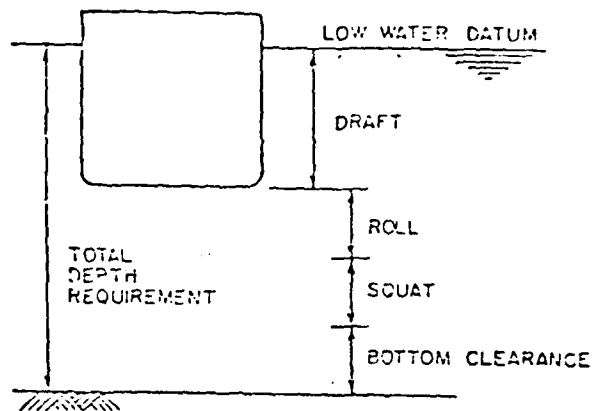 LOW WATER DATUM
DRAFT
ROLL
TOTAL
DEPTH
REQUIREMENT
SQUAT
BOTTOM CLEARANCE